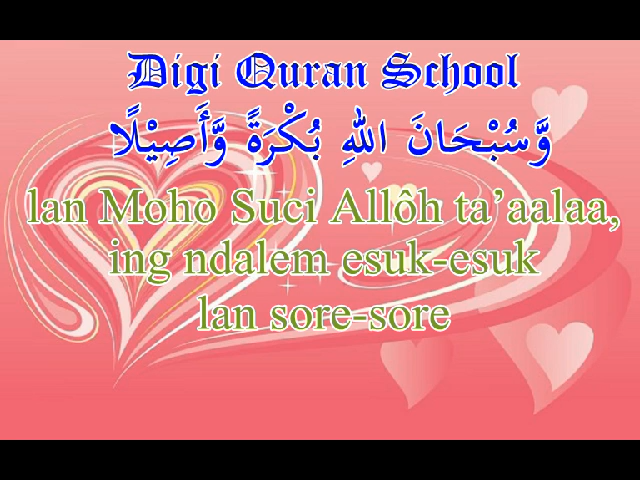 Digi Quran School
وَّسُبْحَانَ اللهِ بُكْرَةً وَّأَصِيْلًا
lan Moho Suci Allôh ta’aalaa,
ing ndalem esuk-esuk
lan sore-sore